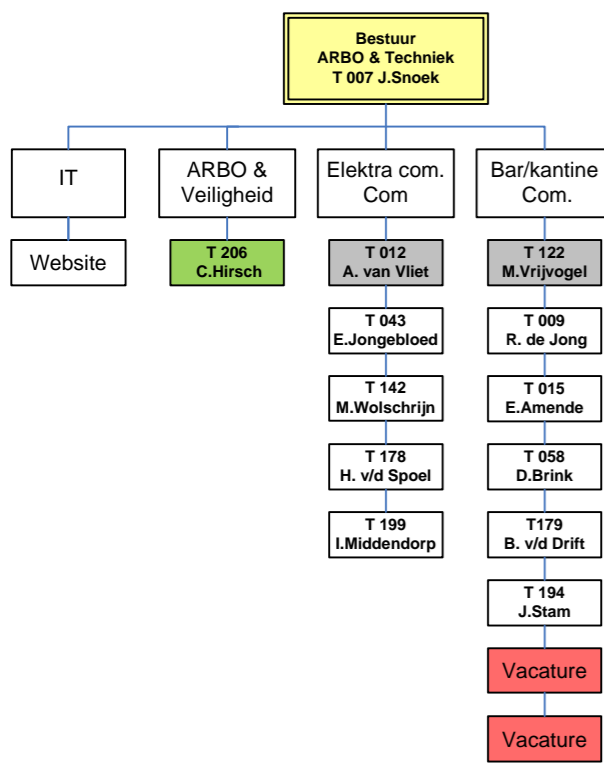 Bestuur
ARBO & Techniek
T 007 J.Snoek
IT
Website
ARBO &
Veiligheid
T 206
C.Hirsch
Elektra com.
Com
T 012
A. van Vliet
T 043
E.Jongebloed
T 142
M.Wolschrijn
T 178
H. v/d Spoel
T 199
I.Middendorp
Bar/kantine
Com.
T 122
M.Vrijvogel
T 009
R. de Jong
T 015
E.Amende
T 058
D.Brink
T179
B. v/d Drift
T 194
J.Stam
Vacature
Vacature